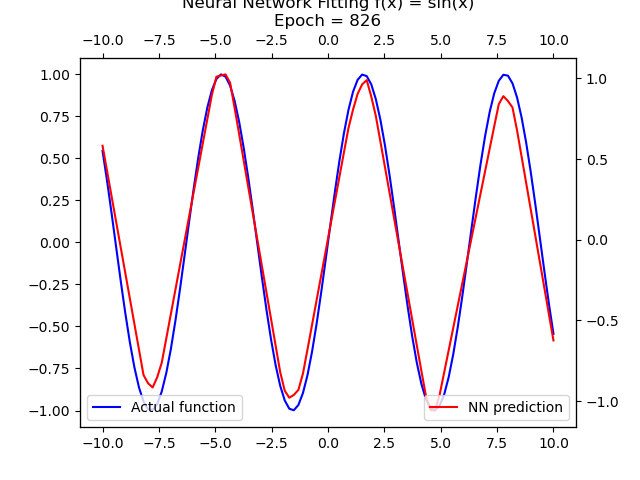 Neural Network Fitting f(x) = sin(x)
Epoch = 826
−10.0 −7.5 −5.0 −2.5 0.0 2.5 5.0 7.5 10.0
1.00
0.75
0.50
0.25
0.00
−0.25
−0.50
−0.75
−1.00
1.0
0.5
0.0
−0.5
−1.0
Actual function
NN prediction
−10.0 −7.5 −5.0 −2.5 0.0 2.5 5.0 7.5 10.0